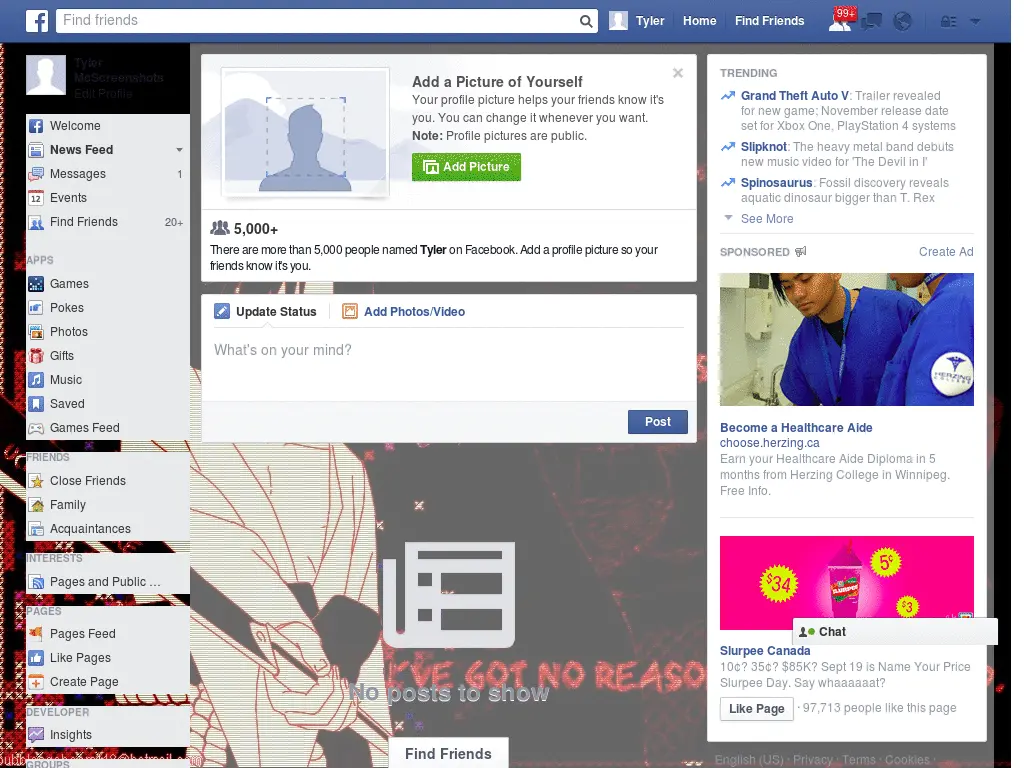 Find friends
Tyler
Home
Find Friends
99+
Tyler
McScreenshots
Edit Profile
Welcome
News Feed
Messages 1
Events
Find Friends 20+
APPS
Games
Pokes
Photos
Gifts
Music
Saved
Games Feed
FRIENDS
Close Friends
Family
Acquaintances
INTERESTS
Pages and Public ...
PAGES
Pages Feed
Like Pages
Create Page
DEVELOPER
Insights
GROUPS
Add a Picture of Yourself
Your profile picture helps your friends know it's
you. You can change it whenever you want.
Note: Profile pictures are public.
Add Picture
5,000+
There are more than 5,000 people named Tyler on Facebook. Add a profile picture so your
friends know it's you.
Update Status
Add Photos/Video
What's on your mind?
Post
I'VE GOT NO REASO
No posts to show
Find Friends
TRENDING
Grand Theft Auto V: Trailer revealed
for new game; November release date
set for Xbox One, PlayStation 4 systems
Slipknot: The heavy metal band debuts
new music video for 'The Devil in I'
Spinosaurus: Fossil discovery reveals
aquatic dinosaur bigger than T. Rex
See More
SPONSORED
Create Ad
HERZING
COLLEGE
Become a Healthcare Aide
choose.herzing.ca
Earn your Healthcare Aide Diploma in 5
months from Herzing College in Winnipeg.
Free Info.
$34
5¢
$3
SLURPEE
Chat
Slurpee Canada
10¢? 35¢? $85K? Sept 19 is Name Your Price
Slurpee Day. Say whaaaaat?
Like Page · 97,713 people like this page
English (US) · Privacy · Terms · Cookies ·